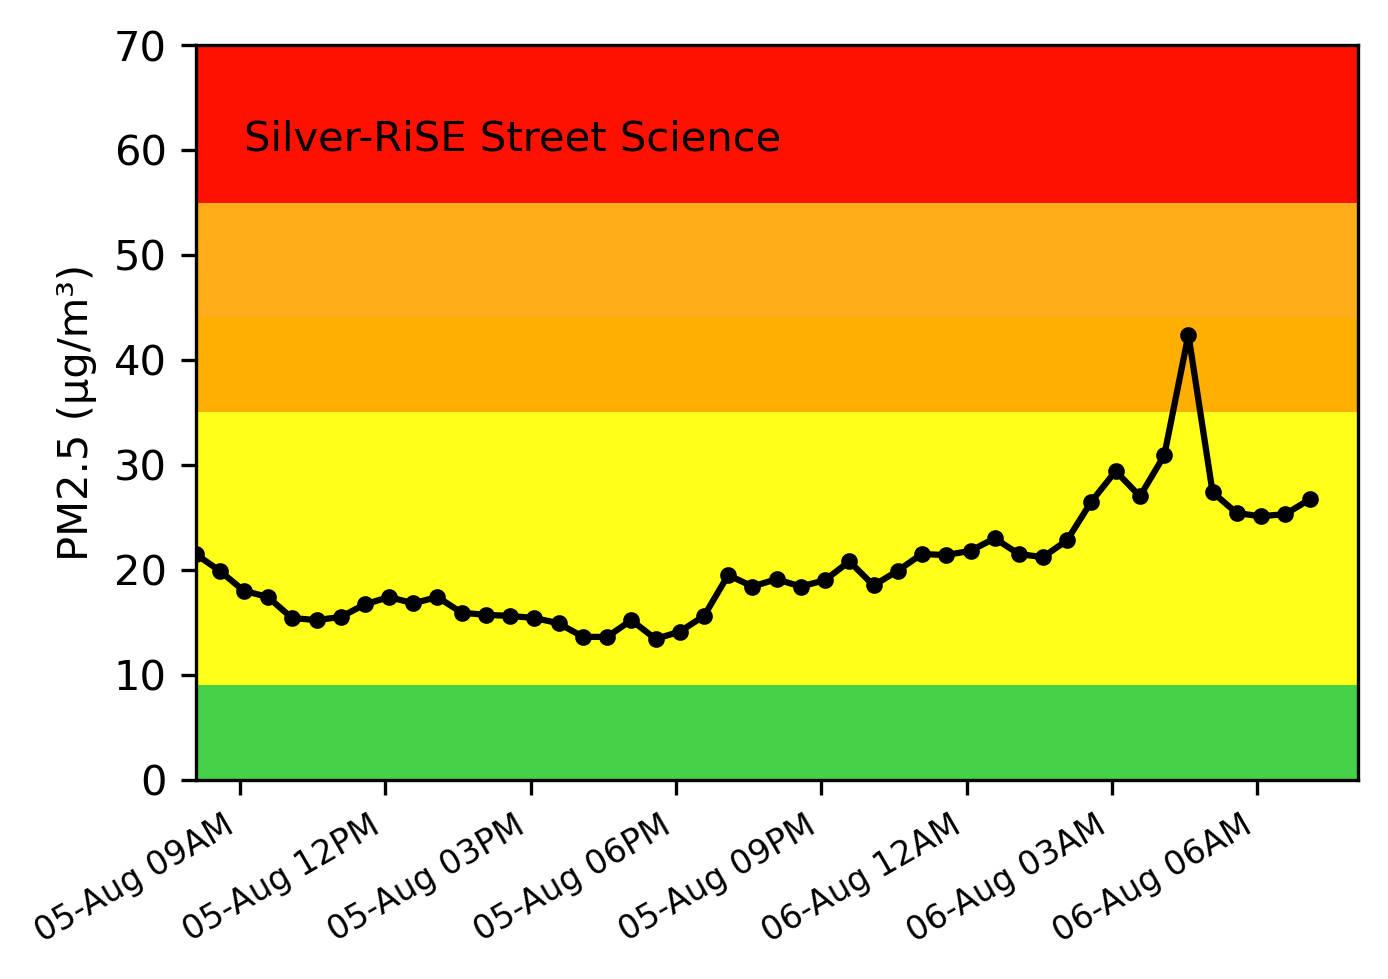 70
Silver-RiSE Street Science
60
50
40
30
20
10
0
PM2.5 (µg/m³)
05-Aug 09AM
05-Aug 12PM
05-Aug 03PM
05-Aug 06PM
05-Aug 09PM
06-Aug 12AM
06-Aug 03AM
06-Aug 06AM